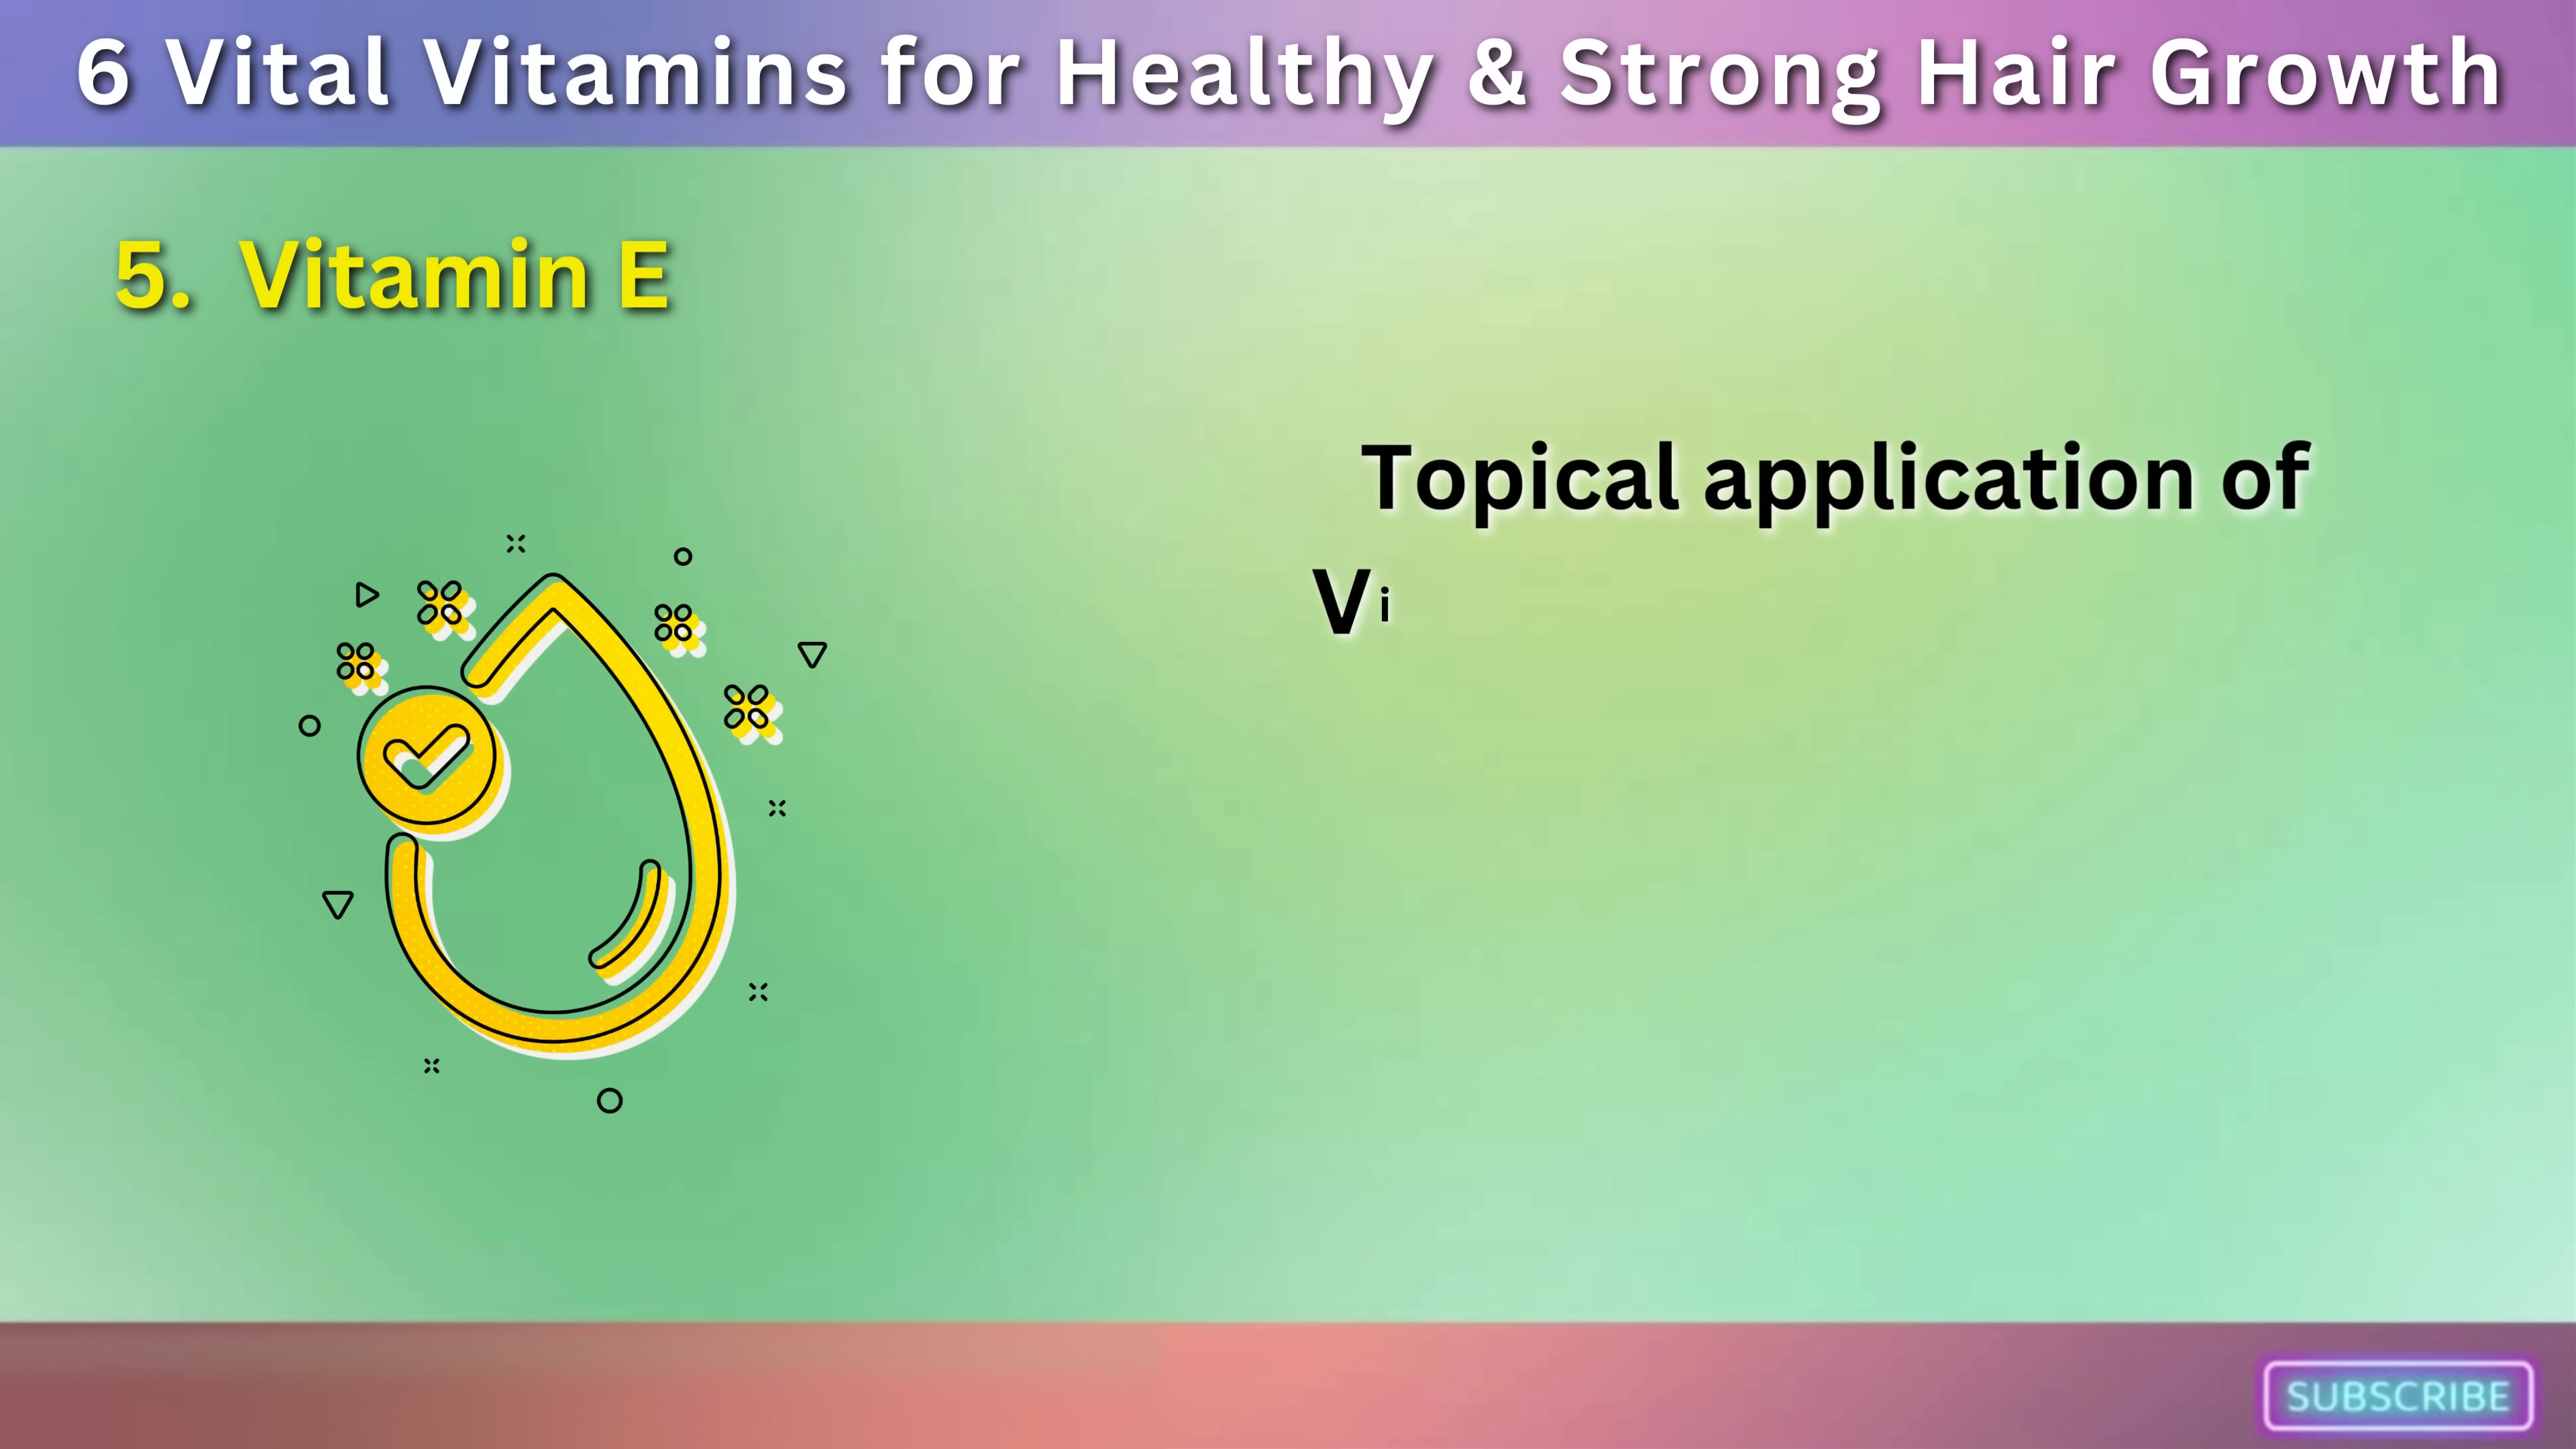 6 Vital Vitamins for Healthy & Strong Hair Growth
5. Vitamin E
Topical application of
Vi
SUBSCRIBE